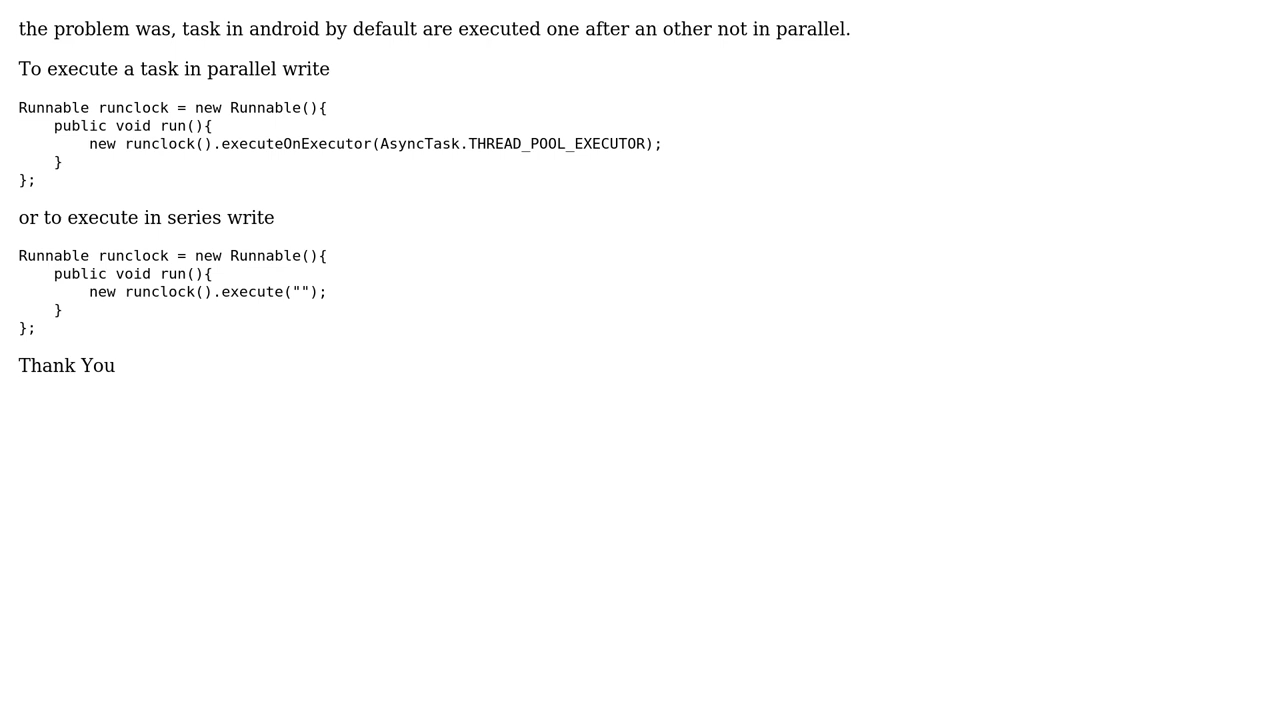 the problem was, task in android by default are executed one after an other not in parallel.
To execute a task in parallel write
Runnable runclock = new Runnable(){
    public void run(){
        new runclock().executeOnExecutor(AsyncTask.THREAD_POOL_EXECUTOR);
    }
};
or to execute in series write
Runnable runclock = new Runnable(){
    public void run(){
        new runclock().execute("");
    }
};
Thank You